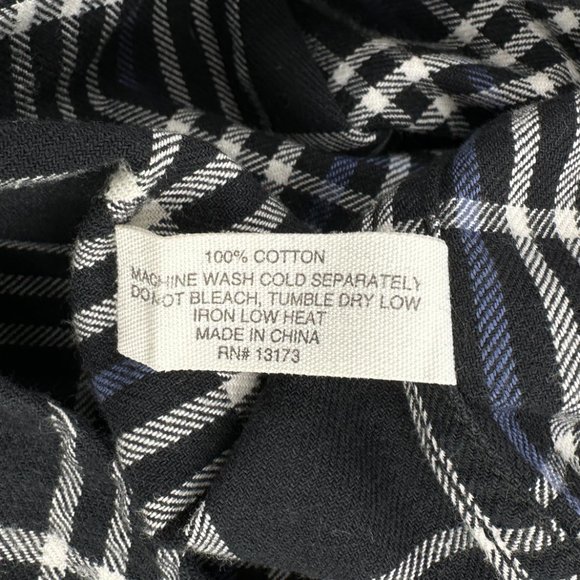 100% COTTON
MACHINE WASH COLD SEPARATELY
DO NOT BLEACH, TUMBLE DRY LOW
IRON LOW HEAT
MADE IN CHINA
RN# 13173